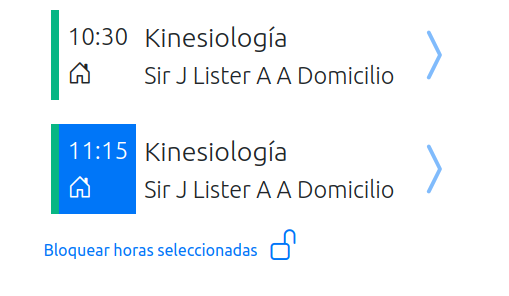 10:30 Kinesiología
Sir J Lister A A Domicilio
11:15 Kinesiología
Sir J Lister A A Domicilio
Bloquear horas seleccionadas